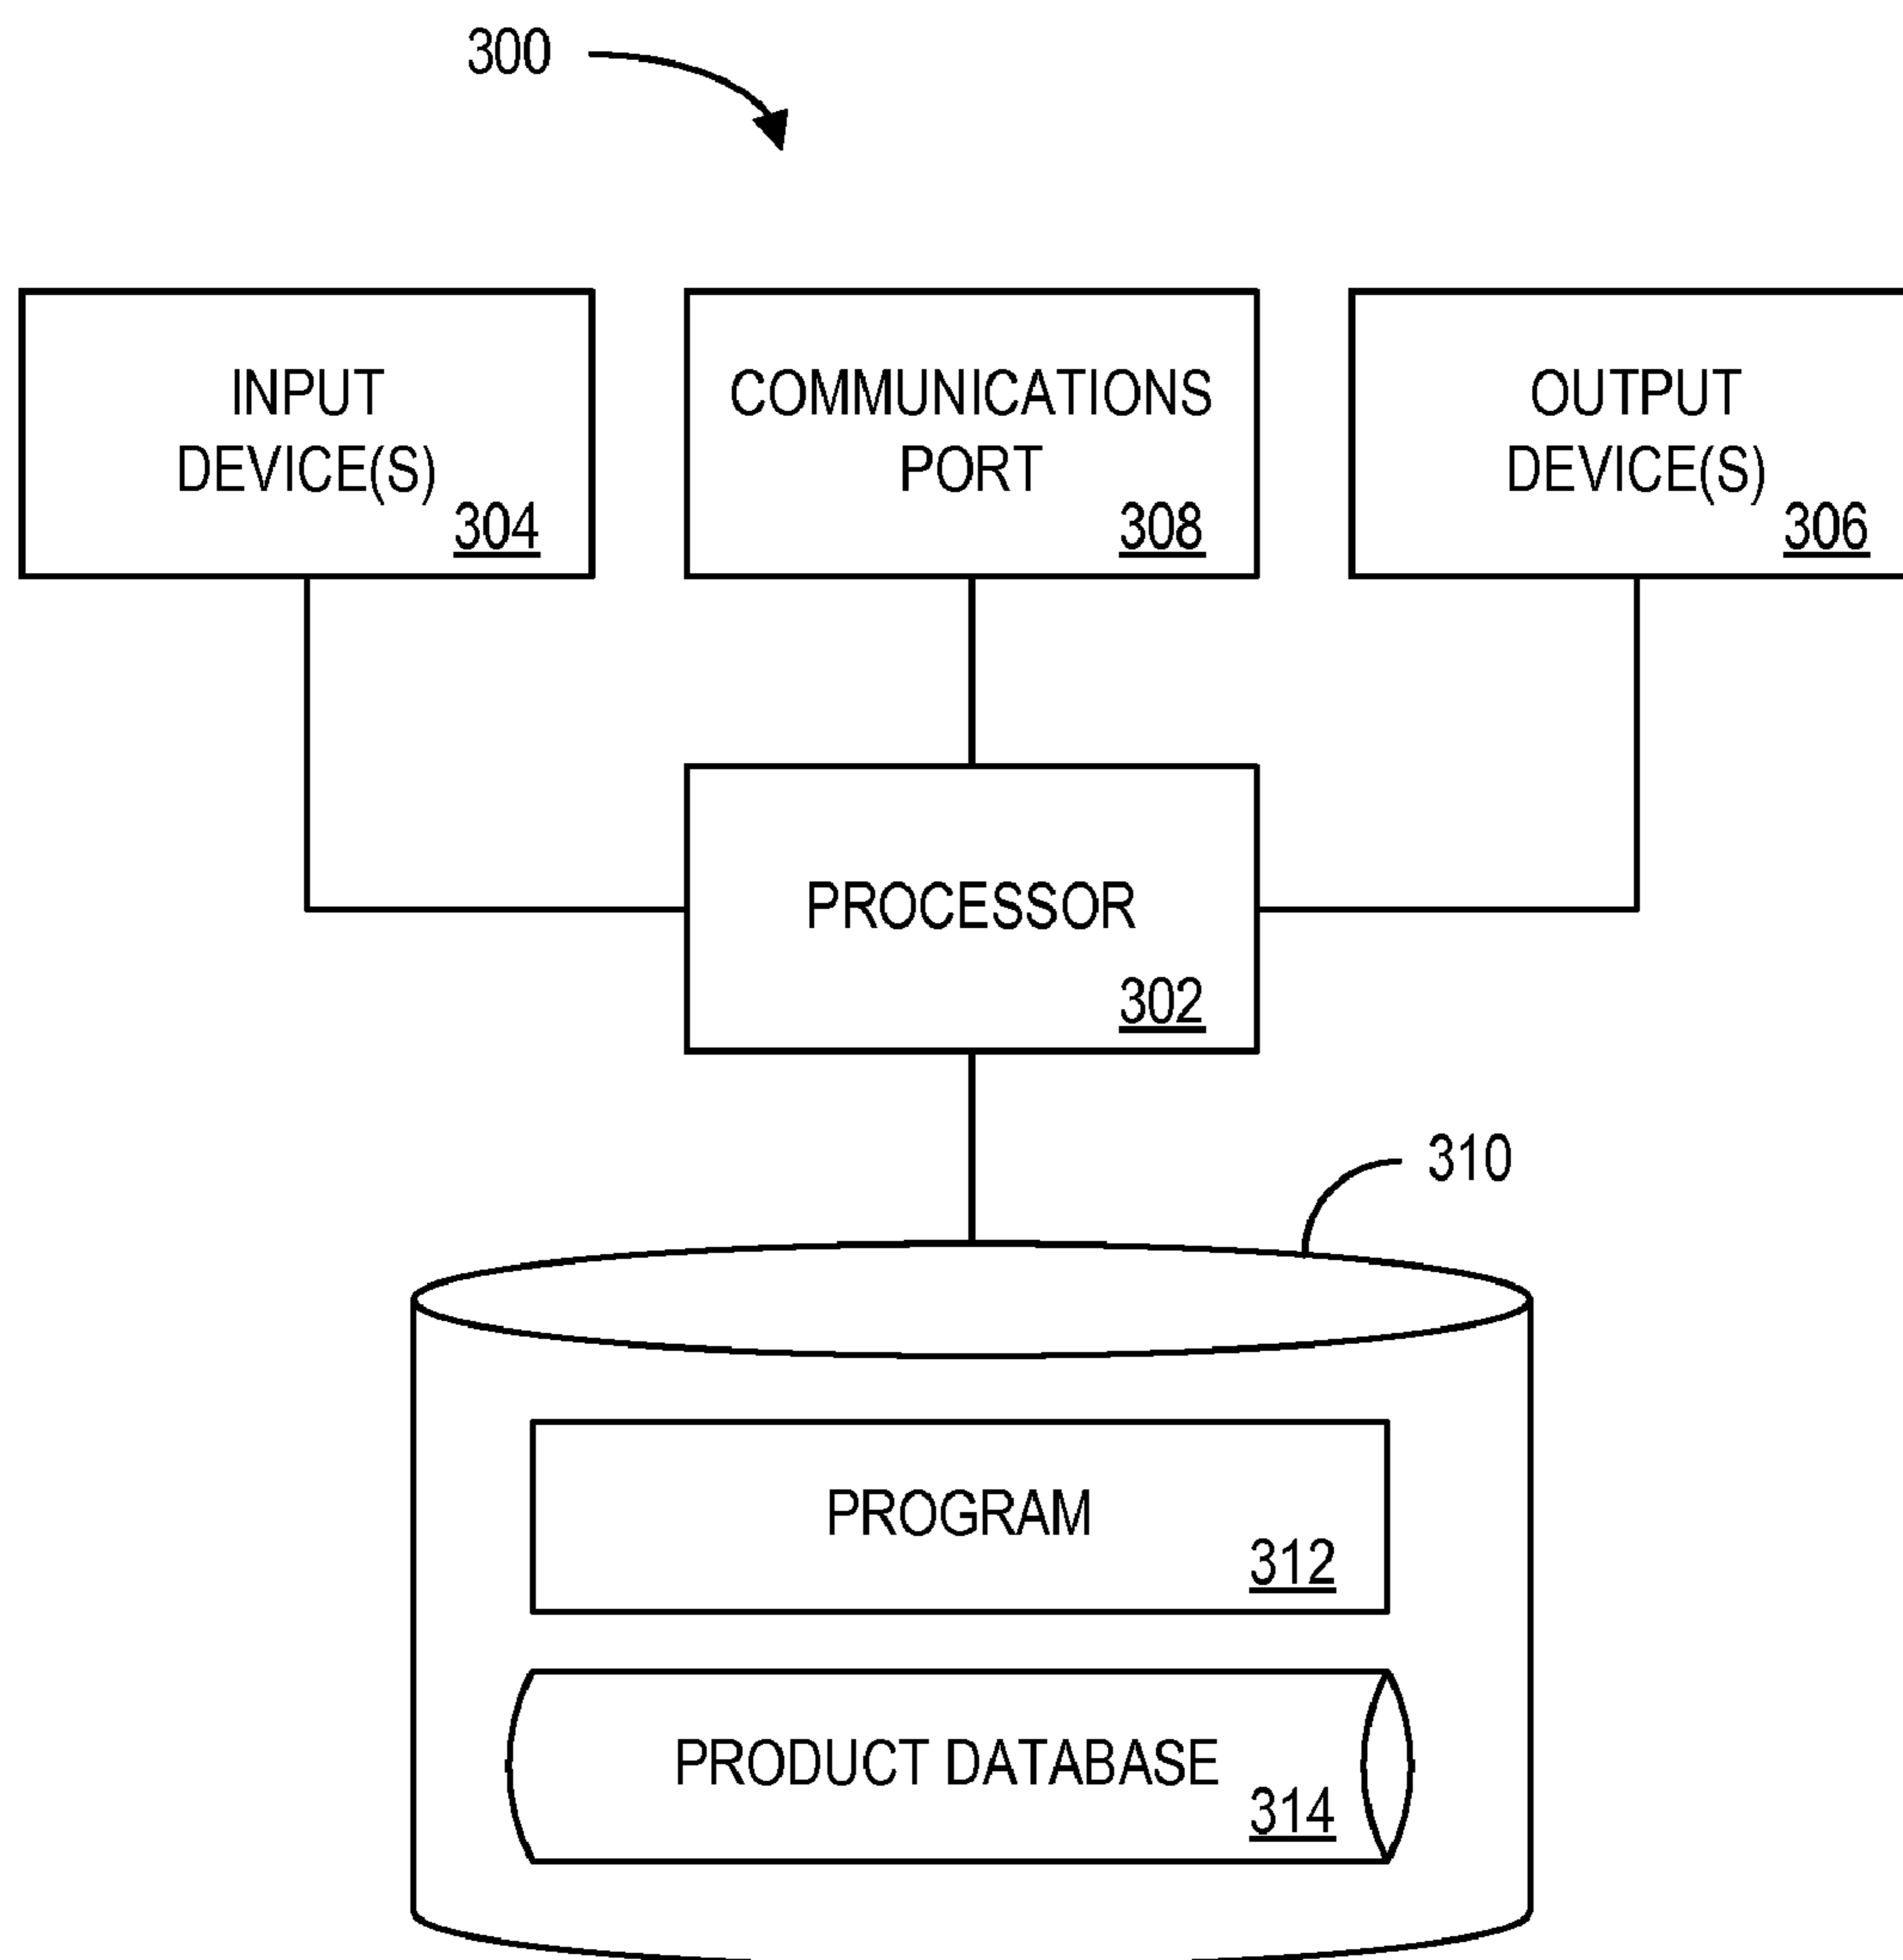 300
INPUT
DEVICE(S)
304
COMMUNICATIONS
PORT
308
OUTPUT
DEVICE(S)
306
PROCESSOR
302
310
PROGRAM
312
PRODUCT DATABASE
314